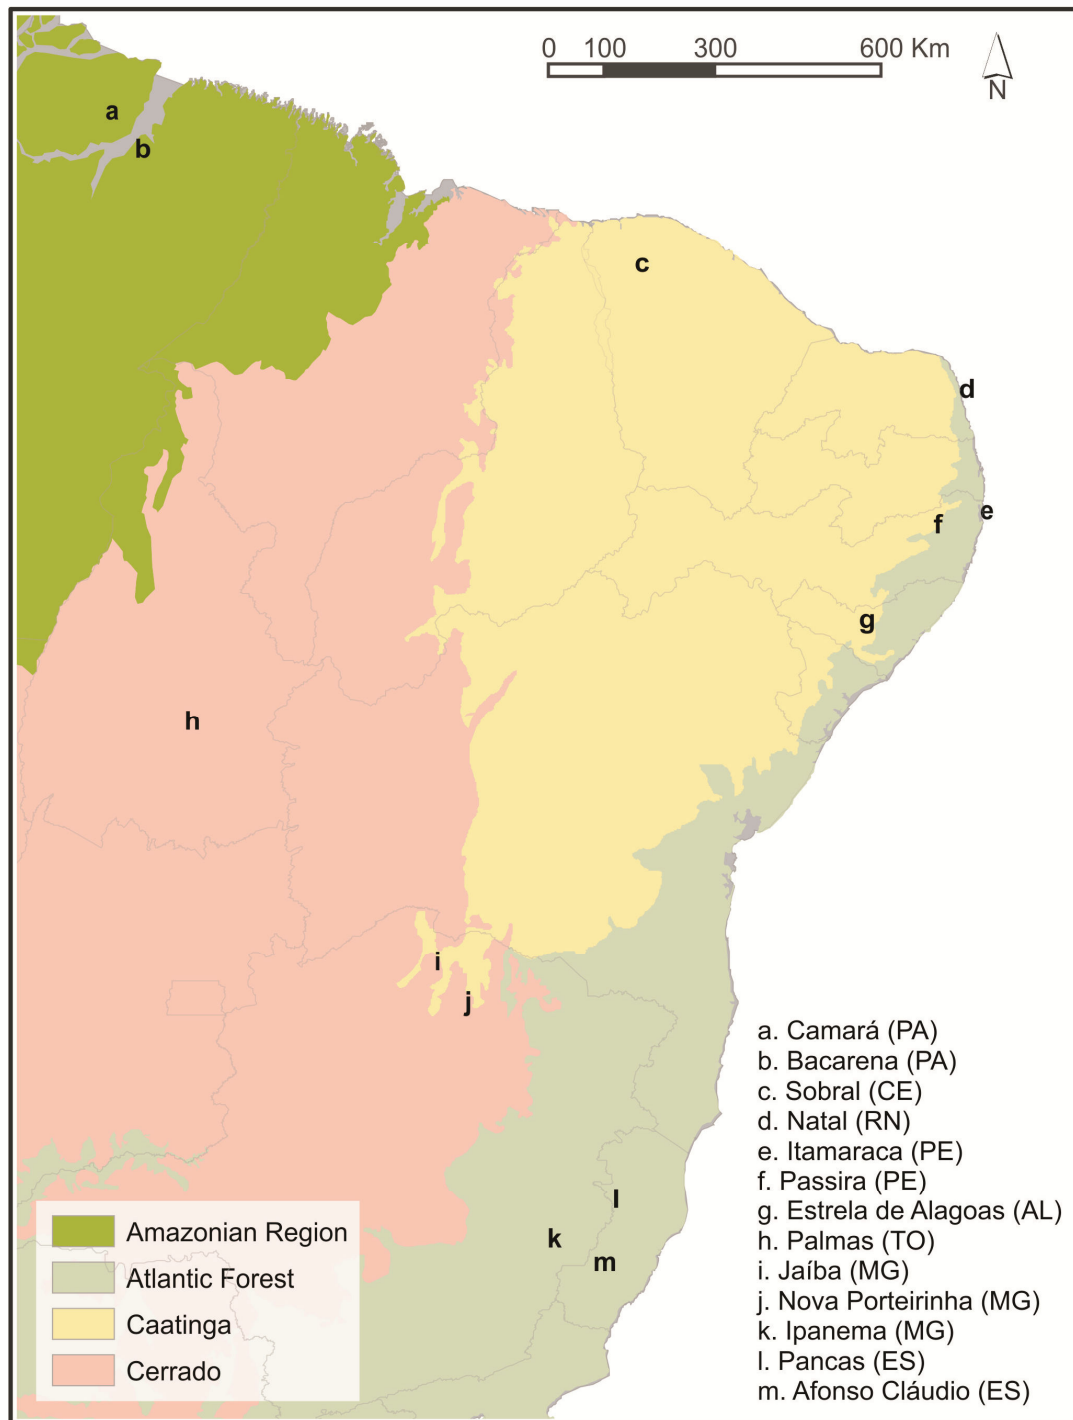 0 100 300 600 Km
N
a
b
c
d
e
f
g
h
i
j
l
k
m
a. Camará (PA)
b. Bacarena (PA)
c. Sobral (CE)
d. Natal (RN)
e. Itamaraca (PE)
f. Passira (PE)
g. Estrela de Alagoas (AL)
h. Palmas (TO)
i. Jaíba (MG)
j. Nova Porteirinha (MG)
k. Ipanema (MG)
l. Pancas (ES)
m. Afonso Cláudio (ES)
Amazonian Region
Atlantic Forest
Caatinga
Cerrado